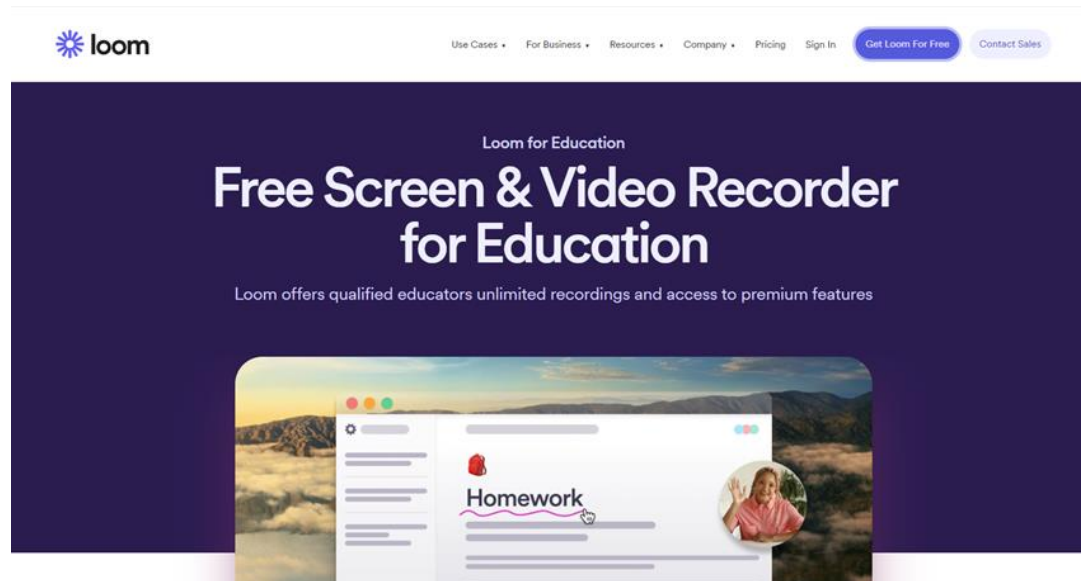 loom
Use Cases For Business Resources Company Pricing Sign In Get Loom For Free Contact Sales
Loom for Education
Free Screen & Video Recorder
for Education
Loom offers qualified educators unlimited recordings and access to premium features
Homework